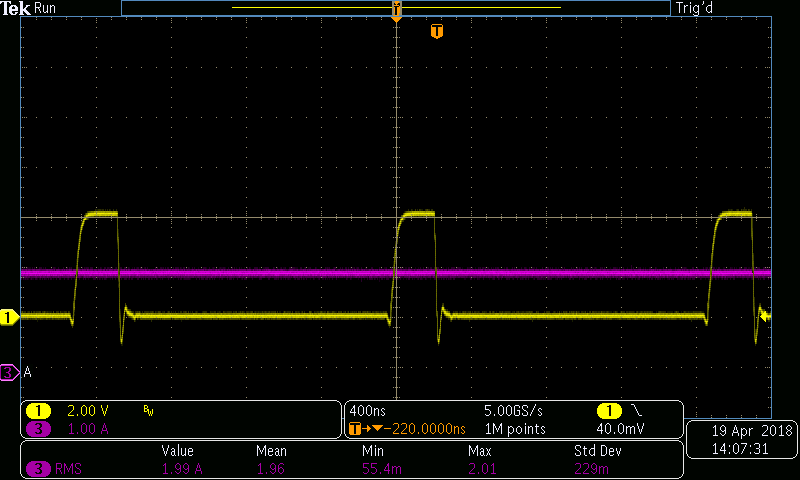 Tek Run Trig'd
T
T
1
3 A
1 2.00 V BW
3 1.00 A
400ns 5.00GS/s
T→▼−220.0000ns 1M points
1 \
40.0mV
19 Apr 2018
14:07:31
Value Mean Min Max Std Dev
3 RMS 1.99 A 1.96 55.4m 2.01 229m